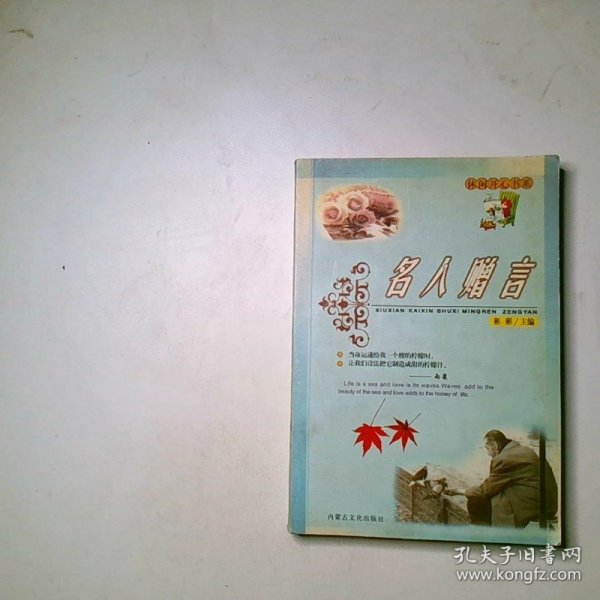 休闲开心书系
名人赠言
XIUXIAN KAIXIN SHUXI MINGREN ZENGYAN
彬彬/主编
当命运递给我一个酸的柠檬时,
让我们设法把它制造成甜的柠檬汁。
—— 雨果
Life is a sea and love is its waves.Waves add to the
beauty of the sea and love adds to the honey of life.
内蒙古文化出版社
孔夫子旧书网
www.kongfz.com